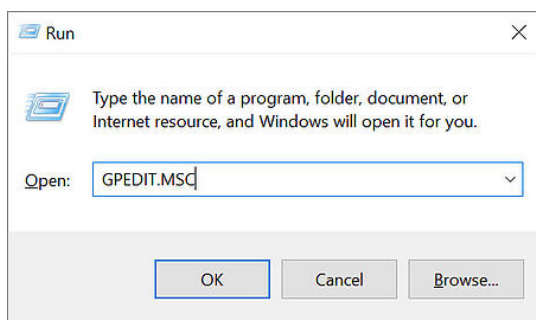 Run
Type the name of a program, folder, document, or
Internet resource, and Windows will open it for you.
Open: GPEDIT.MSC
OK Cancel Browse...